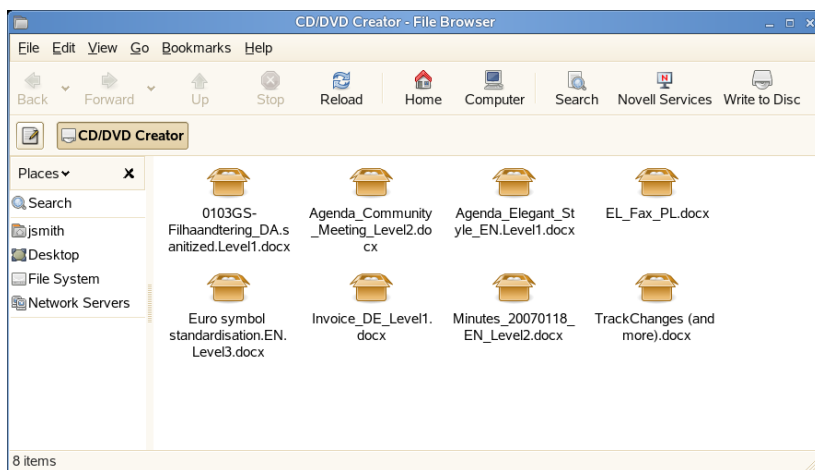 CD/DVD Creator - File Browser
File Edit View Go Bookmarks Help
Back Forward Up Stop Reload Home Computer Search Novell Services Write to Disc
CD/DVD Creator
Places
Search
jsmith
Desktop
File System
Network Servers
0103GS-
Filhaandtering_DA.s
anitized.Level1.docx
Agenda_Community
_Meeting_Level2.do
cx
Agenda_Elegant_St
yle_EN.Level1.docx
EL_Fax_PL.docx
Euro symbol
standardisation.EN.
Level3.docx
Invoice_DE_Level1.
docx
Minutes_20070118_
EN_Level2.docx
TrackChanges (and
more).docx
8 items